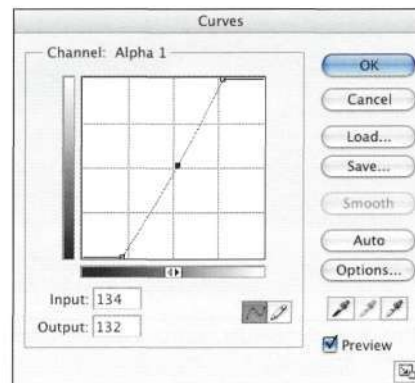 Curves
Channel: Alpha 1
Input: 134
Output: 132
OK
Cancel
Load...
Save...
Smooth
Auto
Options...
Preview